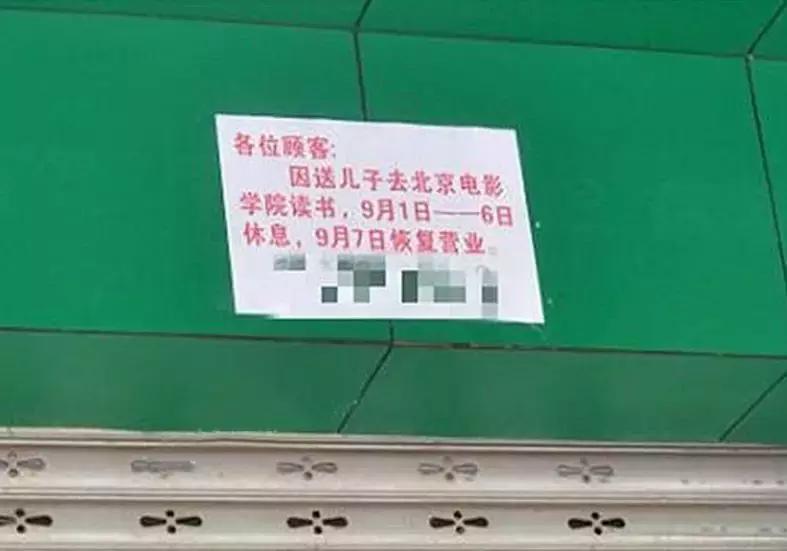 各位顾客:
因送儿子去北京电影
学院读书，9月1日——6日
休息，9月7日恢复营业。